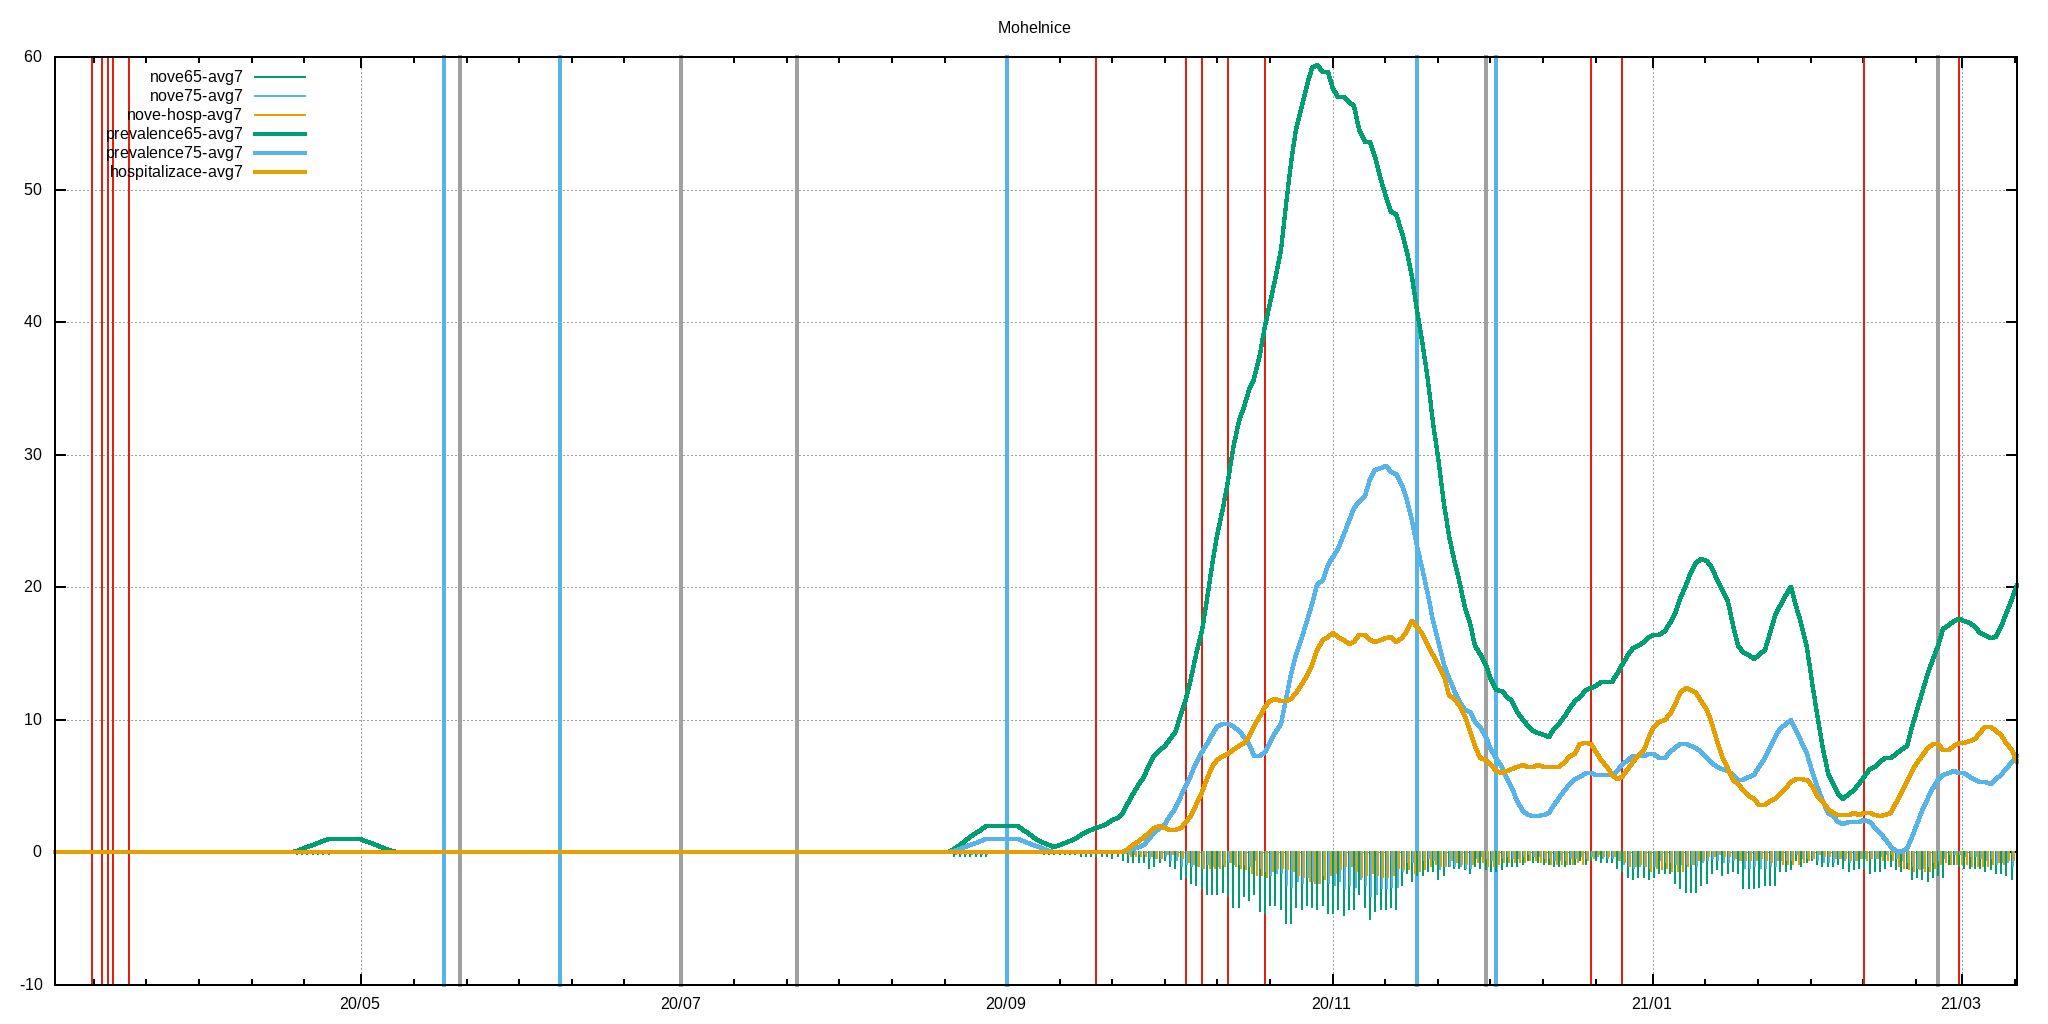 Mohelnice
60
50
40
30
20
10
0
-10
nove65-avg7
nove75-avg7
nove-hosp-avg7
prevalence65-avg7
prevalence75-avg7
hospitalizace-avg7
20/05
20/07
20/09
20/11
21/01
21/03